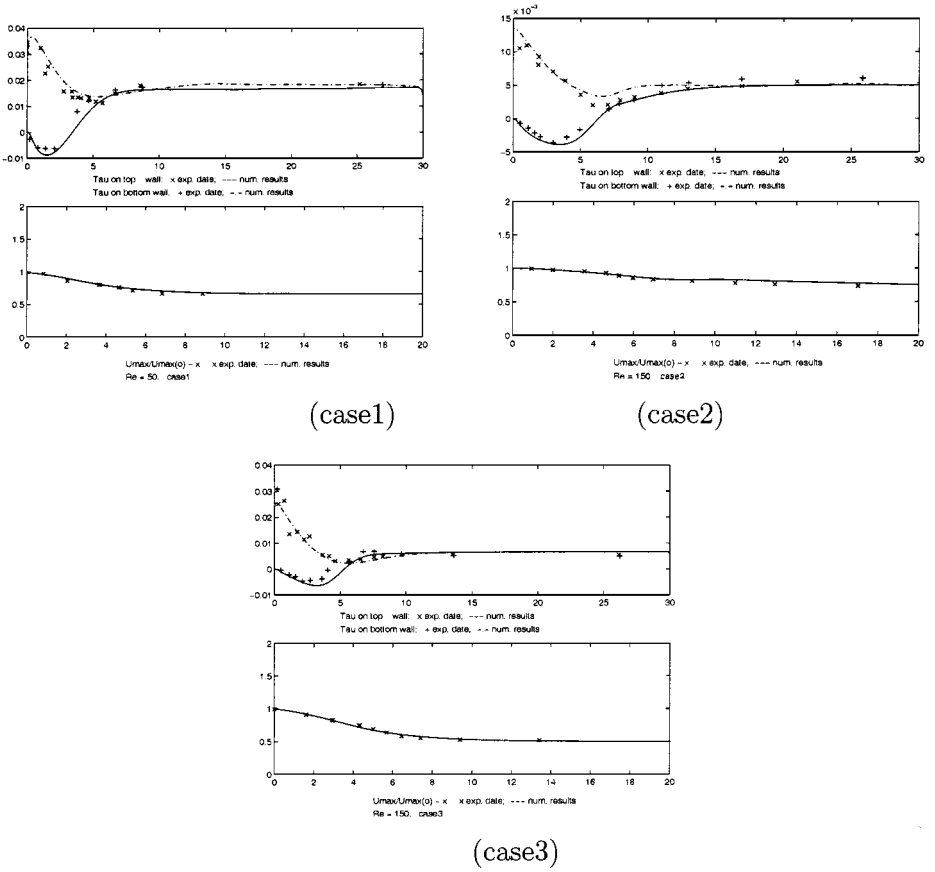 0.04
0.03
0.02
0.01
0
-0.01
0 5 10 15 20 25 30
Tau on top wall: x exp. date; --- num. results
Tau on bottom wall: + exp. date; -.- num. results
2
1.5
1
0.5
0
0 2 4 6 8 10 12 14 16 18 20
Umax/Umax(o) - x x exp. date; --- num. results
Re = 50, case1
(case1)
x 10⁻³
15
10
5
0
-5
0 5 10 15 20 25 30
Tau on top wall: x exp. date; --- num. results
Tau on bottom wall: + exp. date; -.- num. results
2
1.5
1
0.5
0
0 2 4 6 8 10 12 14 16 18 20
Umax/Umax(o) - x x exp. date; --- num. results
Re = 150 case2
(case2)
0.04
0.03
0.02
0.01
0
-0.01
0 5 10 15 20 25 30
Tau on top wall: x exp. date; --- num. results
Tau on bottom wall: + exp. date, -.- num. results
2
1.5
1
0.5
0
0 2 4 6 8 10 12 14 16 18 20
Umax/Umax(o) - x x exp. date; --- num. results
Re = 150, case3
(case3)